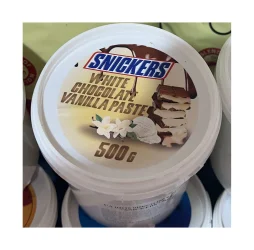 SNICKERS
WHITE
CHOCOLATE
VANILLA PASTE
500G